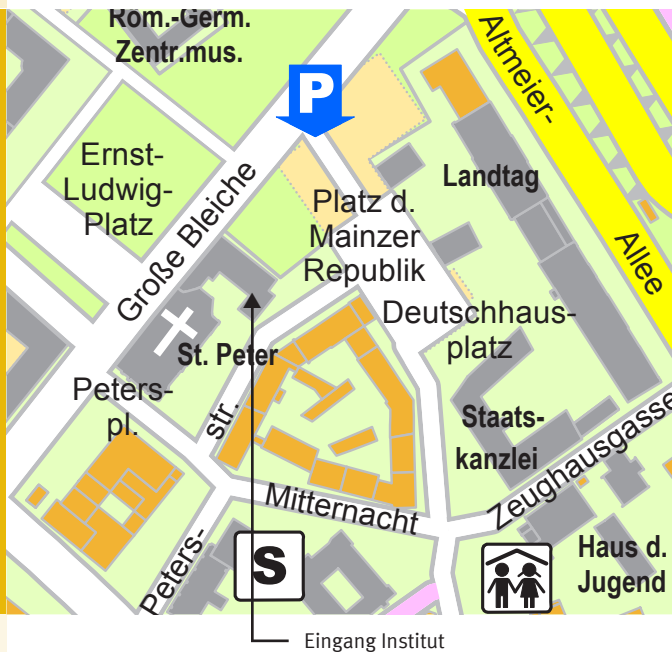 Röm.-Germ.
Zentr.mus.
P
Altmeier-
Allee
Ernst-
Ludwig-
Platz
Große Bleiche
Landtag
Platz d.
Mainzer
Republik
Deutschhaus-
platz
St. Peter
Peters-
pl.
str.
Staats-
kanzlei
Zeughausgasse
Mitternacht
Peters-
S
Haus d.
Jugend
Eingang Institut